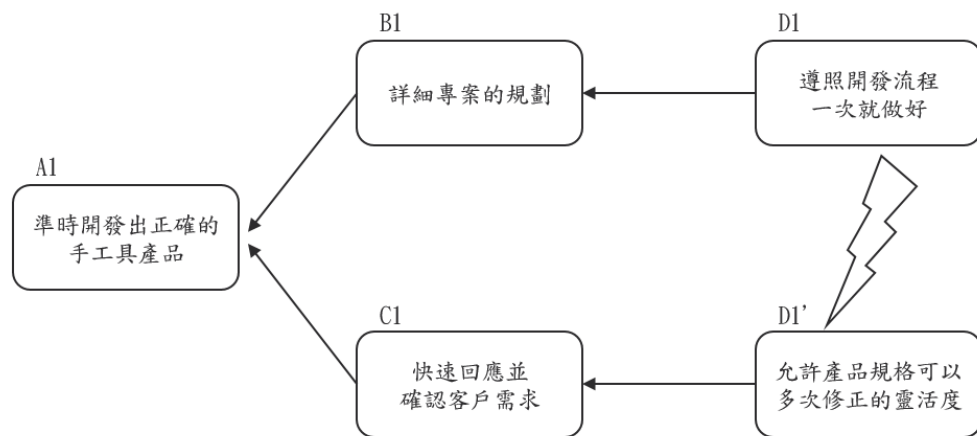 B1
詳細專案的規劃
D1
遵照開發流程
一次就做好
A1
準時開發出正確的
手工具產品
C1
快速回應並
確認客戶需求
D1'
允許產品規格可以
多次修正的靈活度